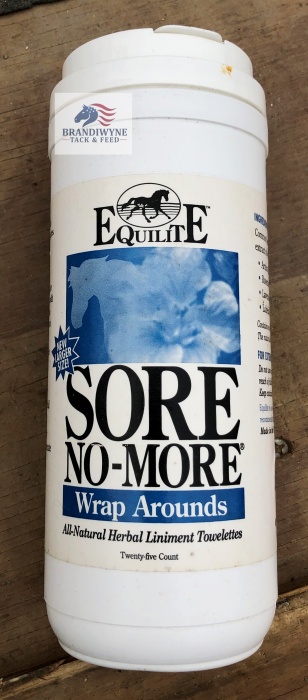 BRANDIWYNE
TACK & FEED
EQUILITE™
NEW
LARGER
SIZE!
SORE
NO-MORE®
Wrap Arounds
All-Natural Herbal Liniment Towelettes
Twenty-five Count